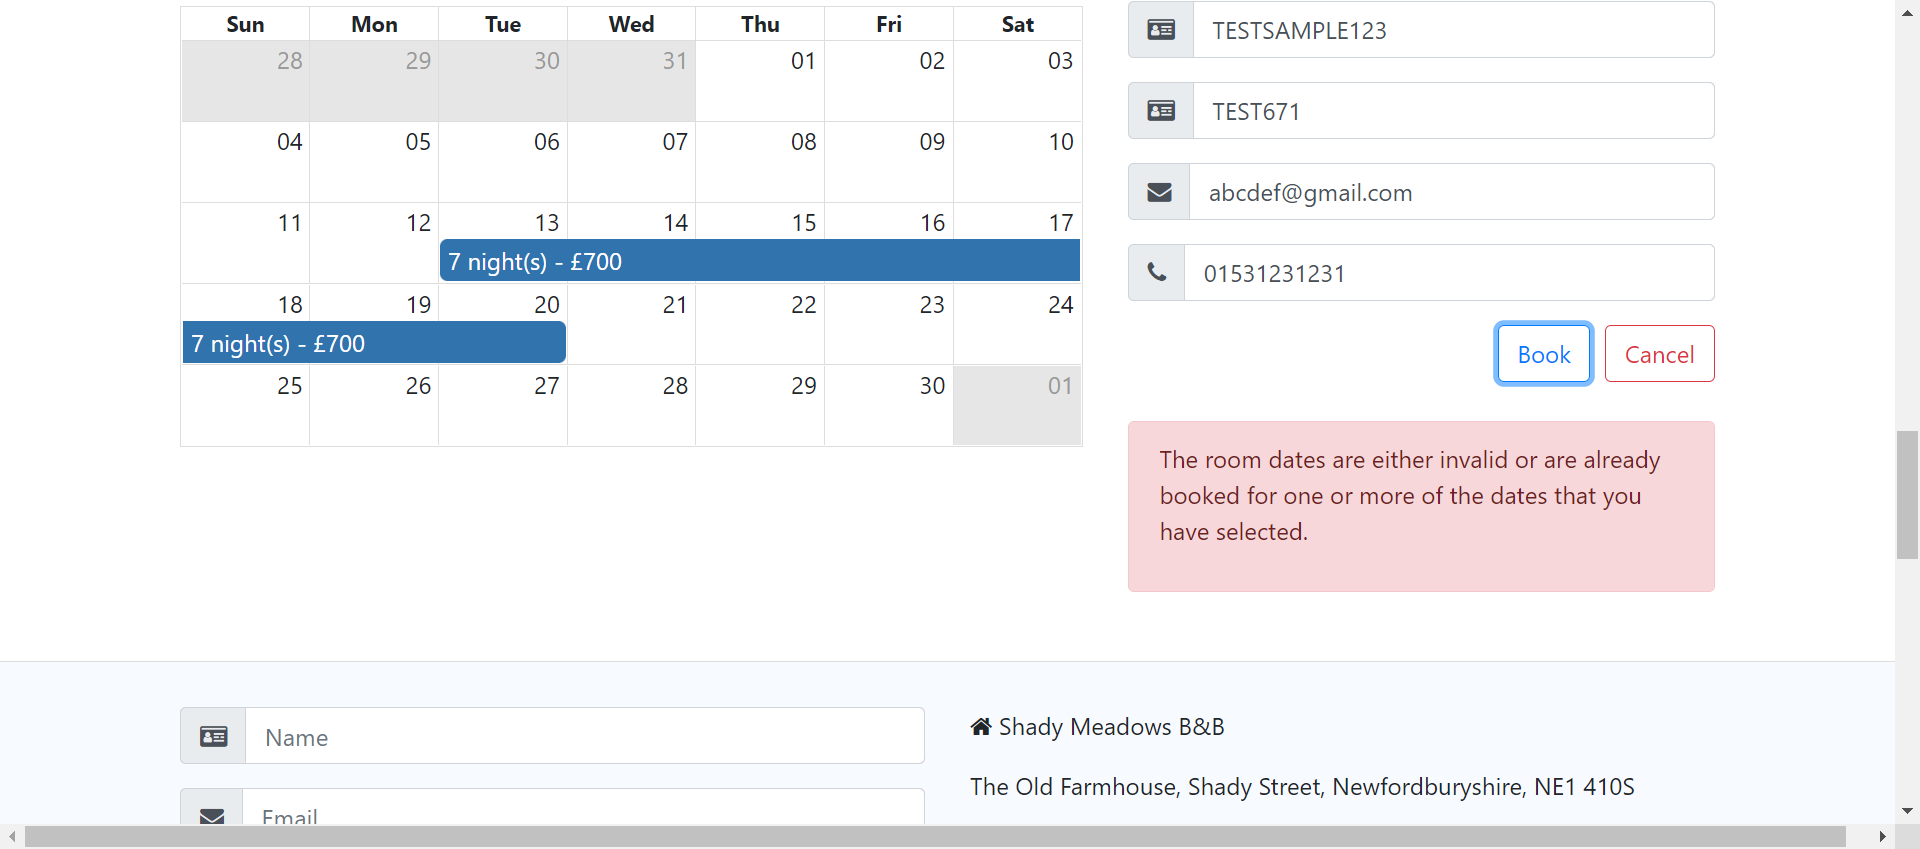 Sun Mon Tue Wed Thu Fri Sat
28 29 30 31 01 02 03
04 05 06 07 08 09 10
11 12 13 14 15 16 17
7 night(s) - £700
18 19 20 21 22 23 24
7 night(s) - £700
25 26 27 28 29 30 01
TESTSAMPLE123
TEST671
abcdef@gmail.com
01531231231
Book Cancel
The room dates are either invalid or are already
booked for one or more of the dates that you
have selected.
Name
Email
Shady Meadows B&B
The Old Farmhouse, Shady Street, Newfordburyshire, NE1 410S